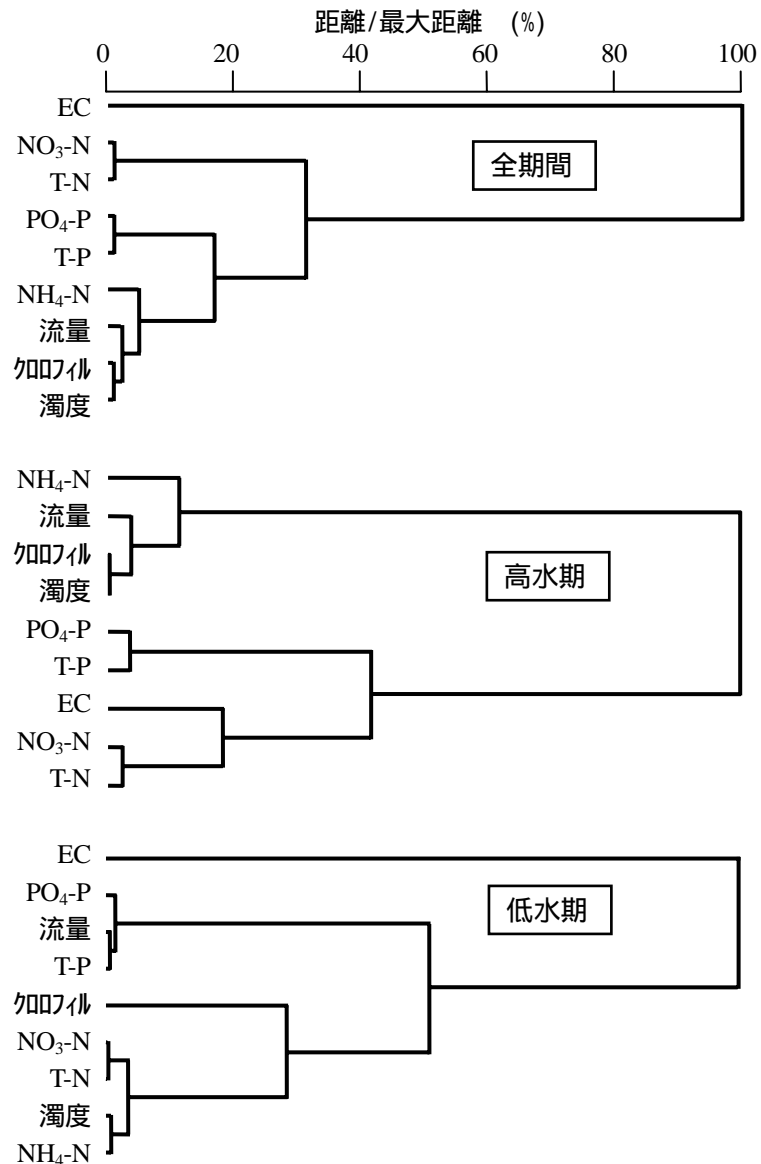 距離/最大距離 (%)
0 20 40 60 80 100
EC
NO₃-N
T-N
PO₄-P
T-P
NH₄-N
流量
ｸﾛﾛﾌｨﾙ
濁度
全期間
NH₄-N
流量
ｸﾛﾛﾌｨﾙ
濁度
PO₄-P
T-P
EC
NO₃-N
T-N
高水期
EC
PO₄-P
流量
T-P
ｸﾛﾛﾌｨﾙ
NO₃-N
T-N
濁度
NH₄-N
低水期